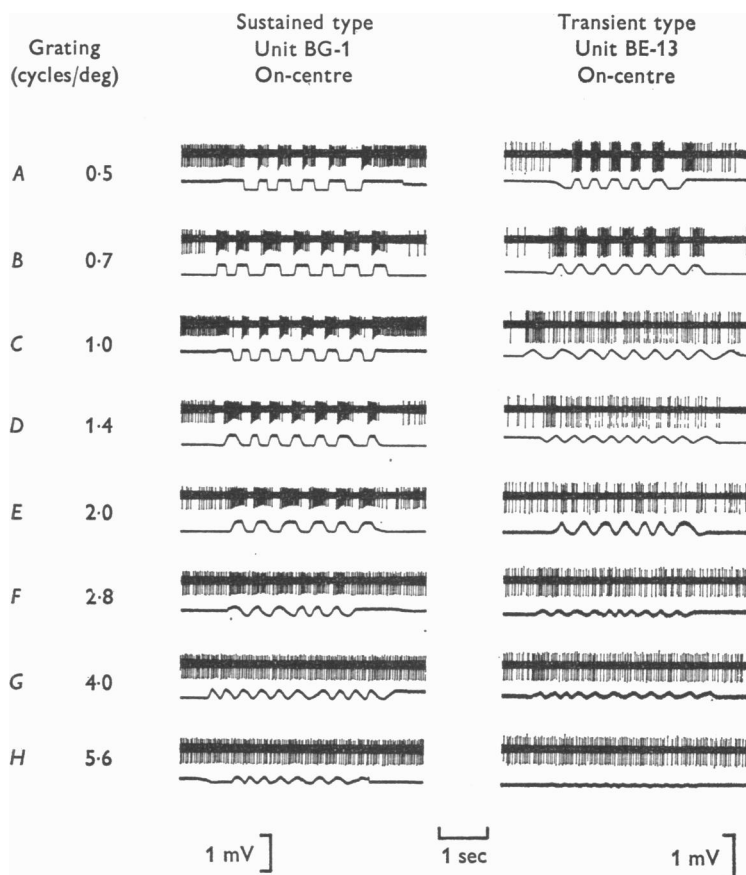 Sustained type
Unit BG-1
On-centre
Transient type
Unit BE-13
On-centre
Grating
(cycles/deg)
A 0·5
B 0·7
C 1·0
D 1·4
E 2·0
F 2·8
G 4·0
H 5·6
1 mV
1 sec
1 mV